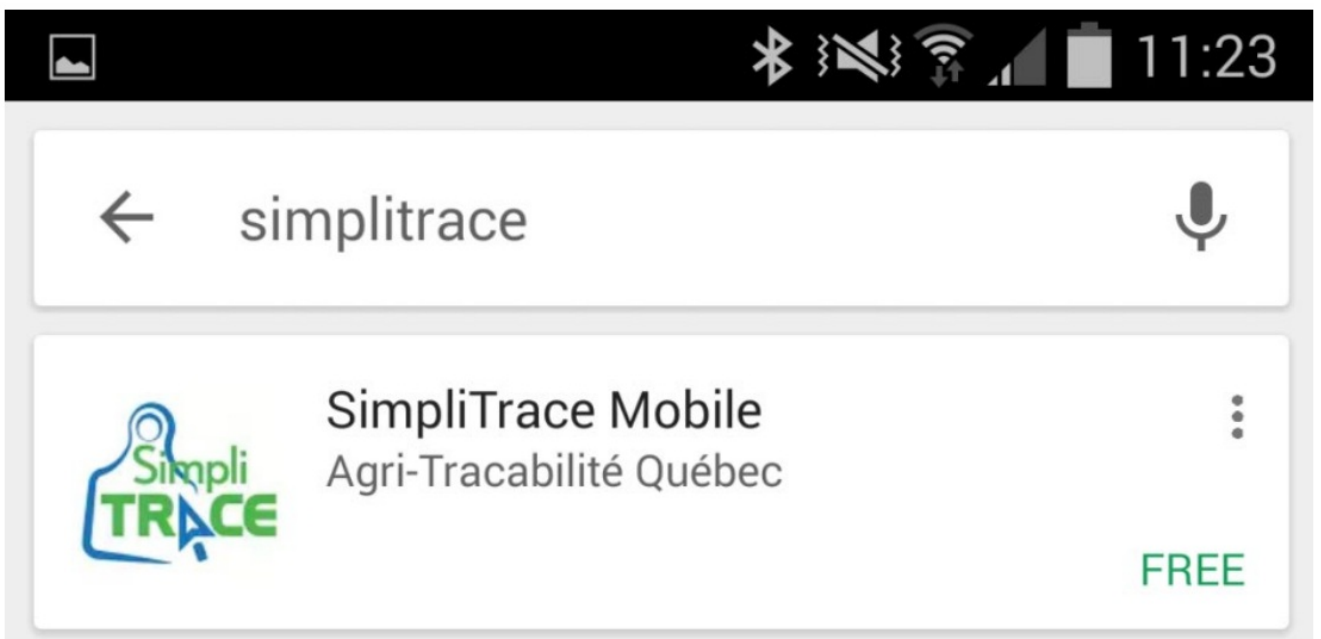 11:23
simplitrace
SimpliTrace Mobile
Agri-Tracabilité Québec
Simpli
TRACE
FREE